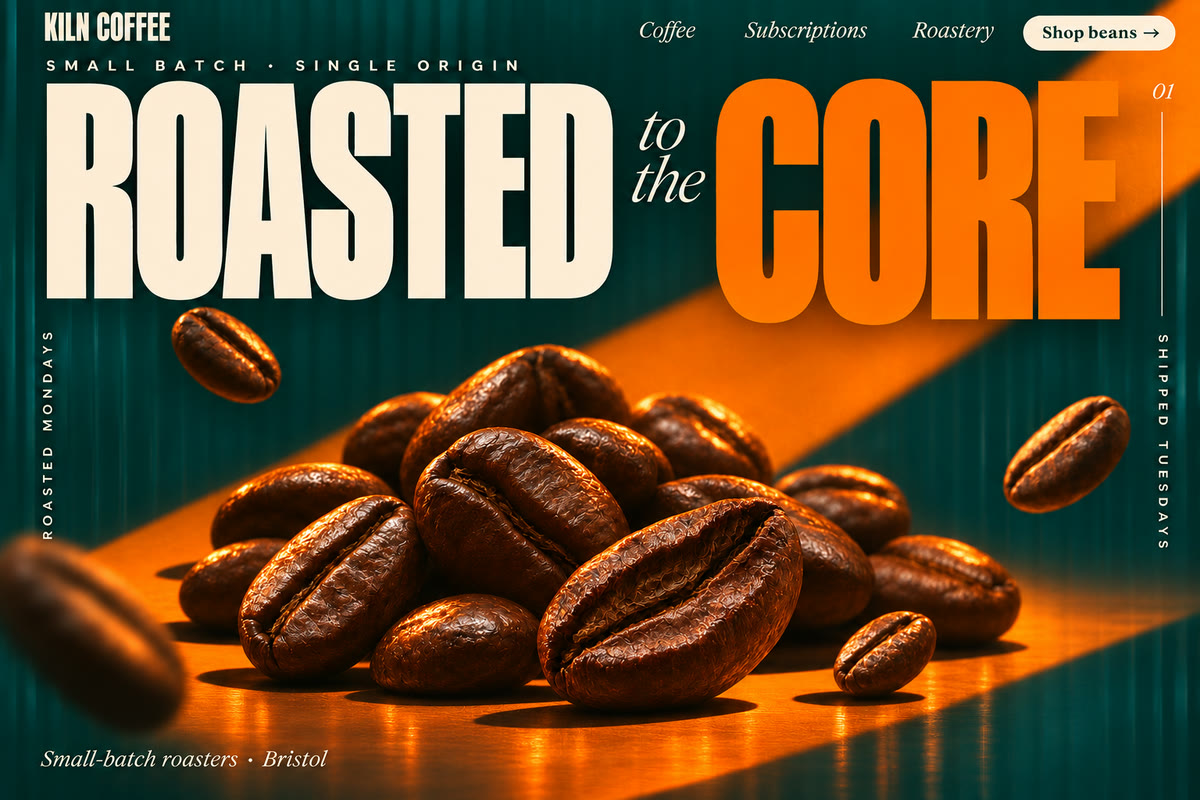 KILN COFFEE
Coffee
Subscriptions
Roastery
Shop beans →
SMALL BATCH • SINGLE ORIGIN
ROASTED to the CORE
01
ROASTED MONDAYS
SHIPPED TUESDAYS
Small-batch roasters • Bristol